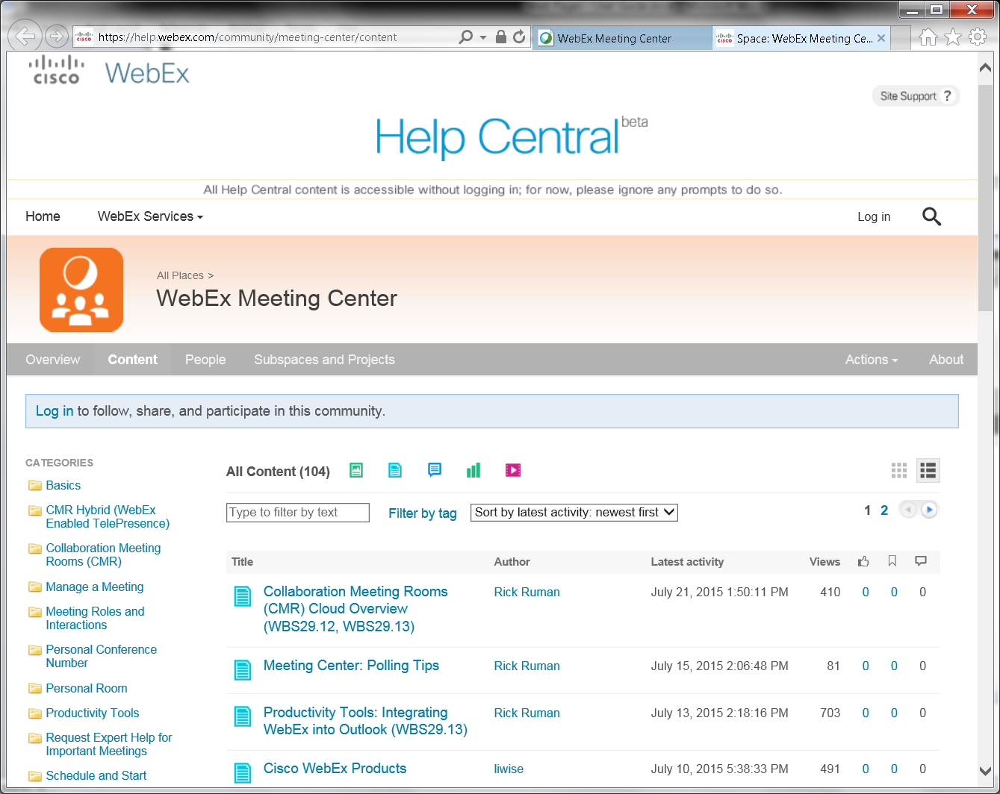 https://help.webex.com/community/meeting-center/content
WebEx Meeting Center
Space: WebEx Meeting Ce...
CISCO WebEx
Site Support ?
Help Central beta
All Help Central content is accessible without logging in; for now, please ignore any prompts to do so.
Home WebEx Services Log in
All Places >
WebEx Meeting Center
Overview Content People Subspaces and Projects Actions About
Log in to follow, share, and participate in this community.
CATEGORIES
Basics
CMR Hybrid (WebEx
Enabled TelePresence)
Collaboration Meeting
Rooms (CMR)
Manage a Meeting
Meeting Roles and
Interactions
Personal Conference
Number
Personal Room
Productivity Tools
Request Expert Help for
Important Meetings
Schedule and Start
All Content (104)
Type to filter by text Filter by tag Sort by latest activity: newest first 1 2
Title Author Latest activity Views
Collaboration Meeting Rooms Rick Ruman July 21, 2015 1:50:11 PM 410 0 0 0
(CMR) Cloud Overview
(WBS29.12, WBS29.13)
Meeting Center: Polling Tips Rick Ruman July 15, 2015 2:06:48 PM 81 0 0 0
Productivity Tools: Integrating Rick Ruman July 13, 2015 2:18:16 PM 703 0 0 0
WebEx into Outlook (WBS29.13)
Cisco WebEx Products liwise July 10, 2015 5:38:33 PM 491 0 0 0